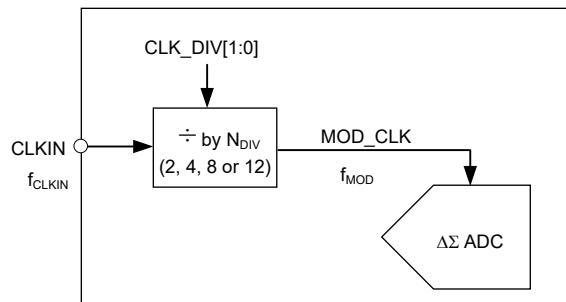 CLK_DIV[1:0]
÷ by NDIV
(2, 4, 8 or 12)
CLKIN
fCLKIN
MOD_CLK
fMOD
ΔΣ ADC